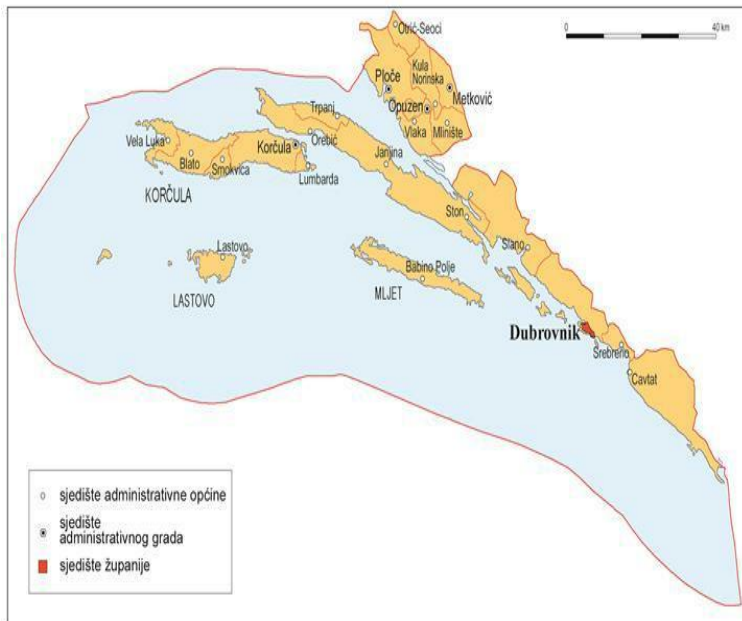 0 40 km
Otrić-Seoci
Kula
Norinska
Ploče
Metković
Opuzen
Vlaka
Mlinište
Trpanj
Orebić
Vela Luka
Blato
Smokvica
Korčula
Lumbarda
Janjina
KORČULA
Ston
Slano
Lastovo
LASTOVO
Babino Polje
MLJET
Dubrovnik
Srebreno
Cavtat
sjedište administrativne općine
sjedište
administrativnog grada
sjedište županije